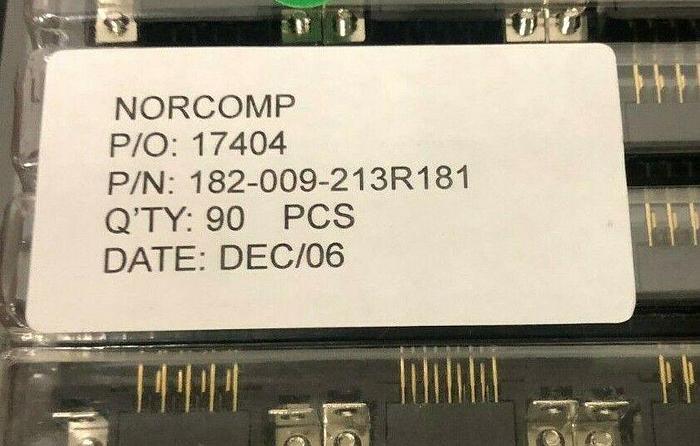 NORCOMP
P/O: 17404
P/N: 182-009-213R181
Q'TY: 90 PCS
DATE: DEC/06